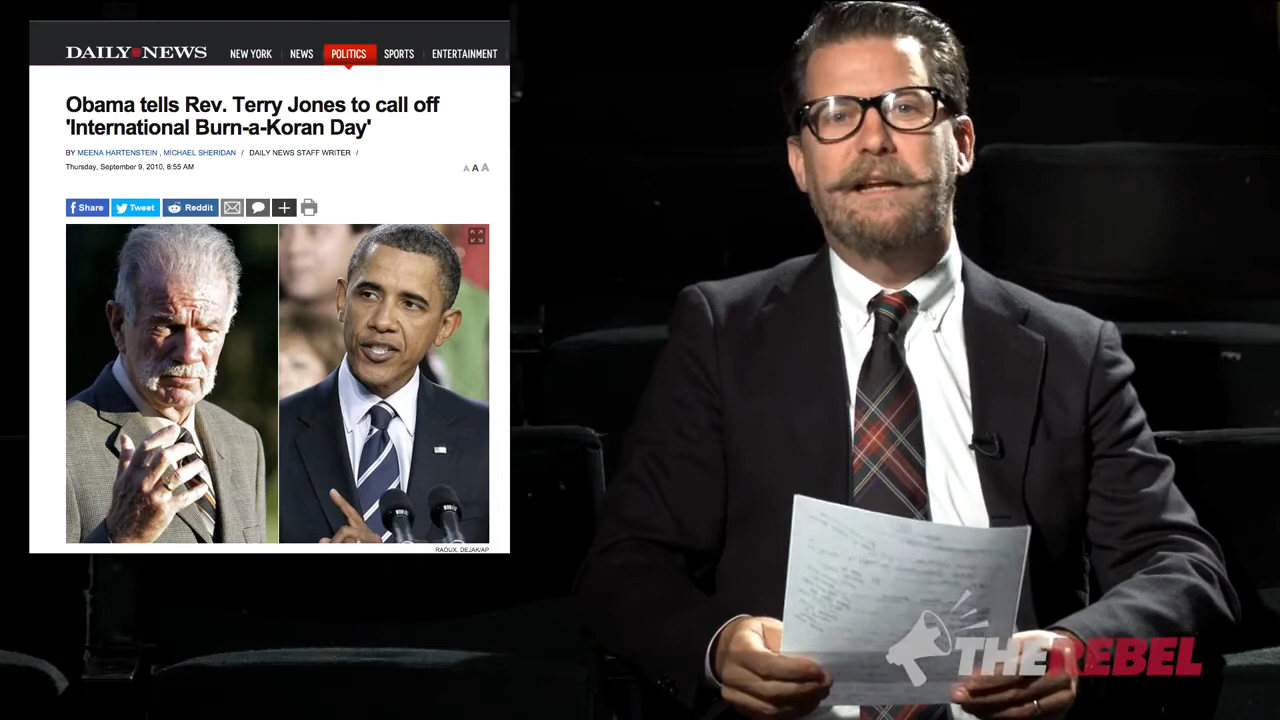 DAILY NEWS
NEW YORK NEWS POLITICS SPORTS ENTERTAINMENT
Obama tells Rev. Terry Jones to call off
'International Burn-a-Koran Day'
BY MEENA HARTENSTEIN , MICHAEL SHERIDAN / DAILY NEWS STAFF WRITER /
Thursday, September 9, 2010, 8:55 AM
A A A
Share Tweet Reddit
RAOUX, DEJAK/AP
THE REBEL